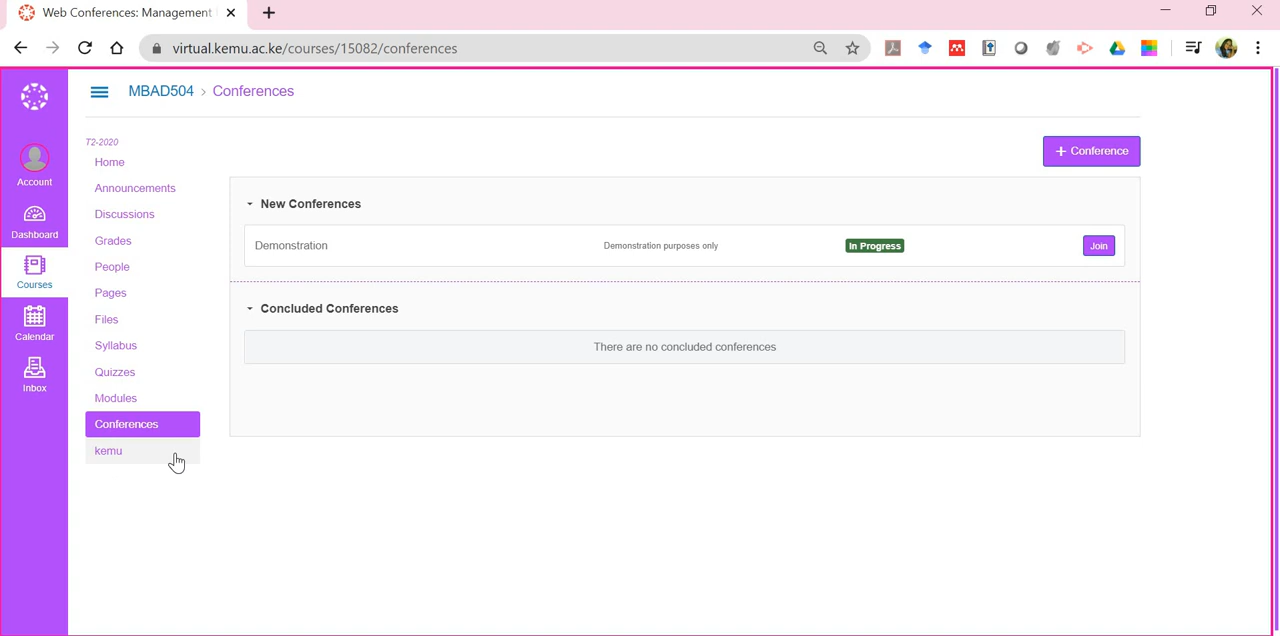 Web Conferences: Management
virtual.kemu.ac.ke/courses/15082/conferences
MBAD504 › Conferences
T2-2020
+ Conference
Account
Dashboard
Courses
Calendar
Inbox
Home
Announcements
Discussions
Grades
People
Pages
Files
Syllabus
Quizzes
Modules
Conferences
kemu
New Conferences
Demonstration Demonstration purposes only In Progress Join
Concluded Conferences
There are no concluded conferences